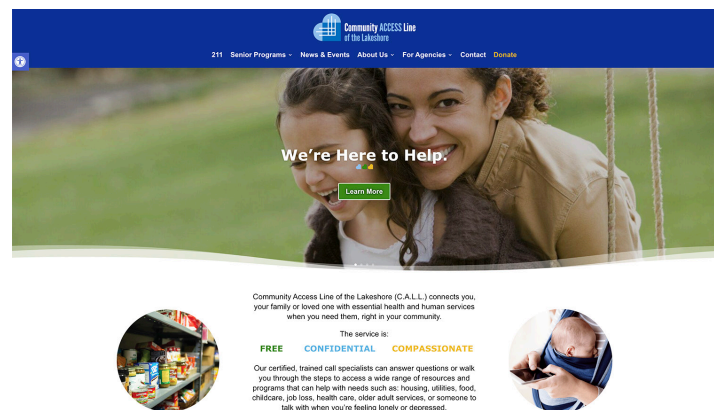 Community ACCESS Line
of the Lakeshore
211 Senior Programs News & Events About Us For Agencies Contact Donate
We're Here to Help.
Learn More
Community Access Line of the Lakeshore (C.A.L.L.) connects you,
your family or loved one with essential health and human services
when you need them, right in your community.
The service is:
FREE CONFIDENTIAL COMPASSIONATE
Our certified, trained call specialists can answer questions or walk
you through the steps to access a wide range of resources and
programs that can help with needs such as: housing, utilities, food,
childcare, job loss, health care, older adult services, or someone to
talk with when you're feeling lonely or depressed.